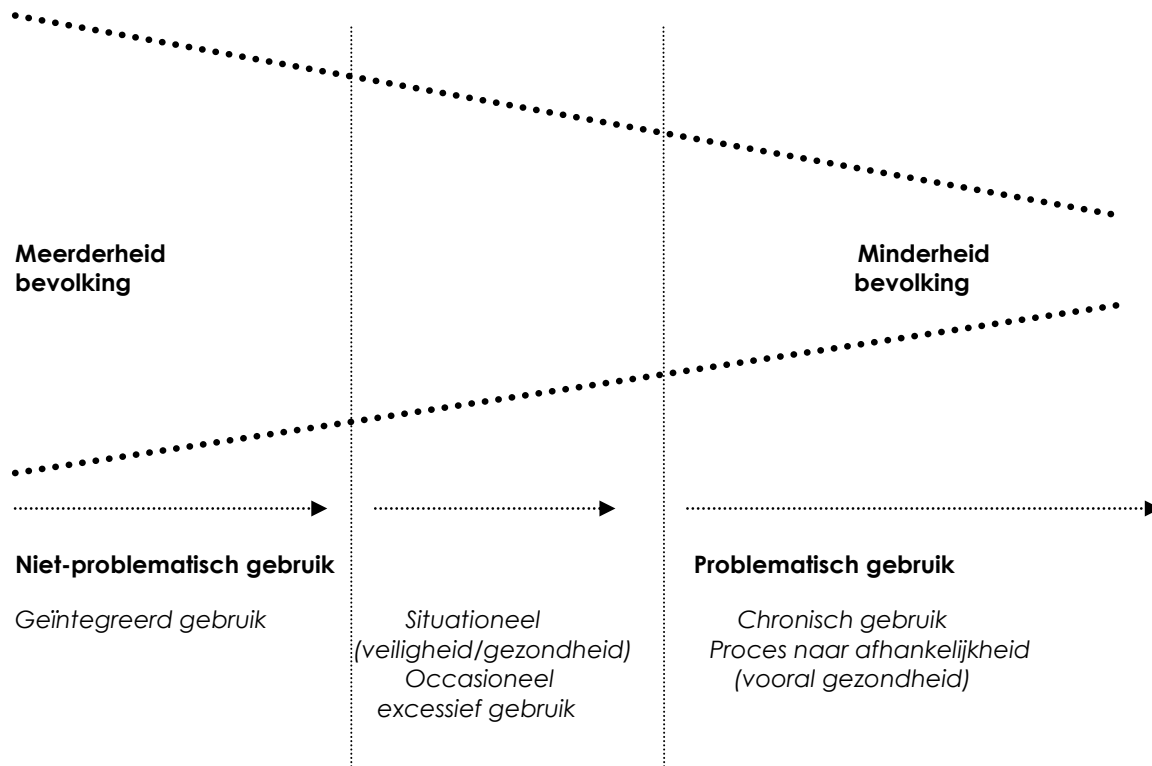 Meerderheid
bevolking
Minderheid
bevolking
Niet-problematisch gebruik
Geïntegreerd gebruik
Situationeel
(veiligheid/gezondheid)
Occasioneel
excessief gebruik
Problematisch gebruik
Chronisch gebruik
Proces naar afhankelijkheid
(vooral gezondheid)